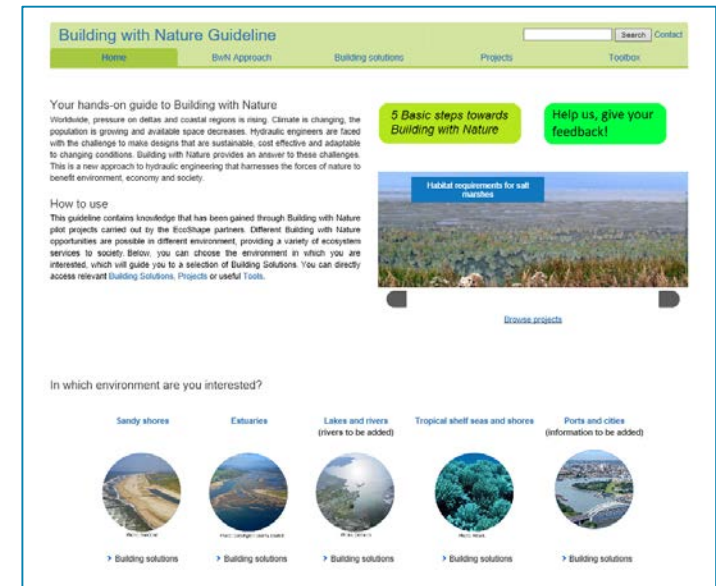 Building with Nature Guideline
Search Contact
Home BwN Approach Building solutions Projects Toolbox
Your hands-on guide to Building with Nature
Worldwide, pressure on deltas and coastal regions is rising. Climate is changing, the
population is growing and available space decreases. Hydraulic engineers are faced
with the challenge to make designs that are sustainable, cost effective and adaptable
to changing conditions. Building with Nature provides an answer to these challenges.
This is a new approach to hydraulic engineering that harnesses the forces of nature to
benefit environment, economy and society.
How to use
This guideline contains knowledge that has been gained through Building with Nature
pilot projects carried out by the EcoShape partners. Different Building with Nature
opportunities are possible in different environment, providing a variety of ecosystem
services to society. Below, you can choose the environment in which you are
interested, which will guide you to a selection of Building Solutions. You can directly
access relevant Building Solutions, Projects or useful Tools.
5 Basic steps towards
Building with Nature
Help us, give your
feedback!
Habitat requirements for salt
marshes
Browse projects
In which environment are you interested?
Sandy shores Estuaries Lakes and rivers Tropical shelf seas and shores Ports and cities
(rivers to be added) (information to be added)
> Building solutions > Building solutions > Building solutions > Building solutions > Building solutions